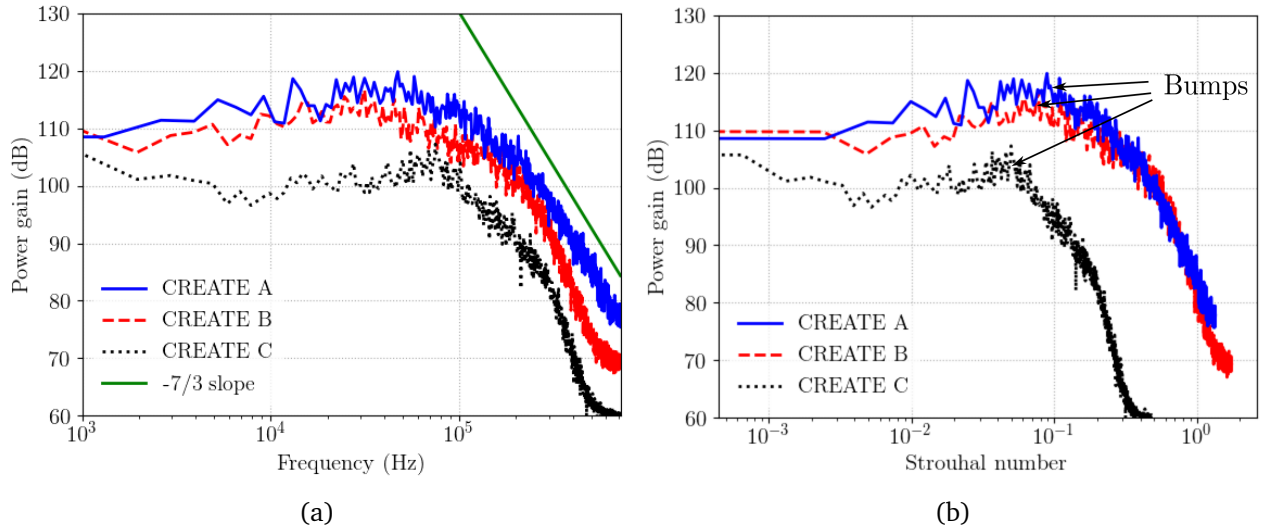 130
120
110
100
90
80
70
60
Power gain (dB)
CREATE A
CREATE B
CREATE C
-7/3 slope
10^3
10^4
10^5
Frequency (Hz)
(a)
130
120
110
100
90
80
70
60
Power gain (dB)
Bumps
CREATE A
CREATE B
CREATE C
10^−3
10^−2
10^−1
10^0
Strouhal number
(b)